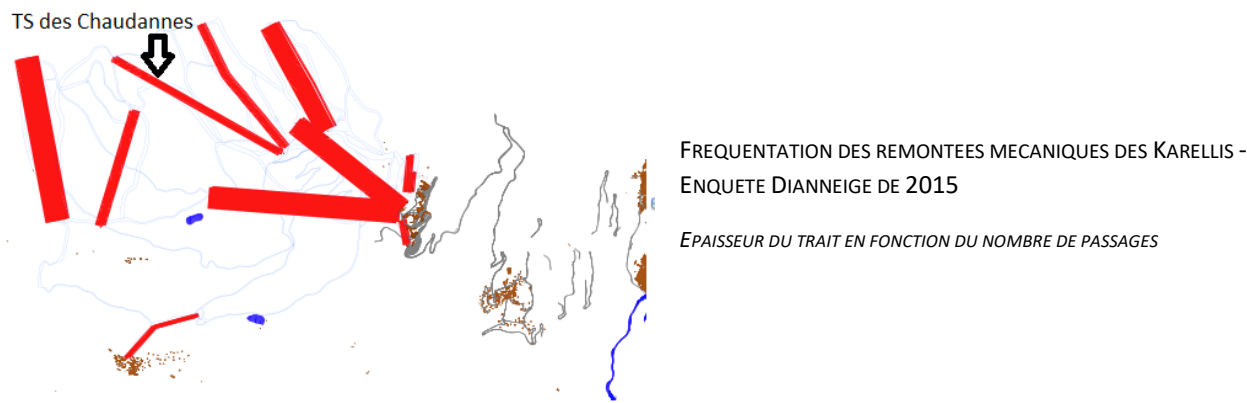 TS des Chaudannes
FREQUENTATION DES REMONTEES MECANIQUES DES KARELLIS -
ENQUETE DIANNEIGE DE 2015
EPAISSEUR DU TRAIT EN FONCTION DU NOMBRE DE PASSAGES